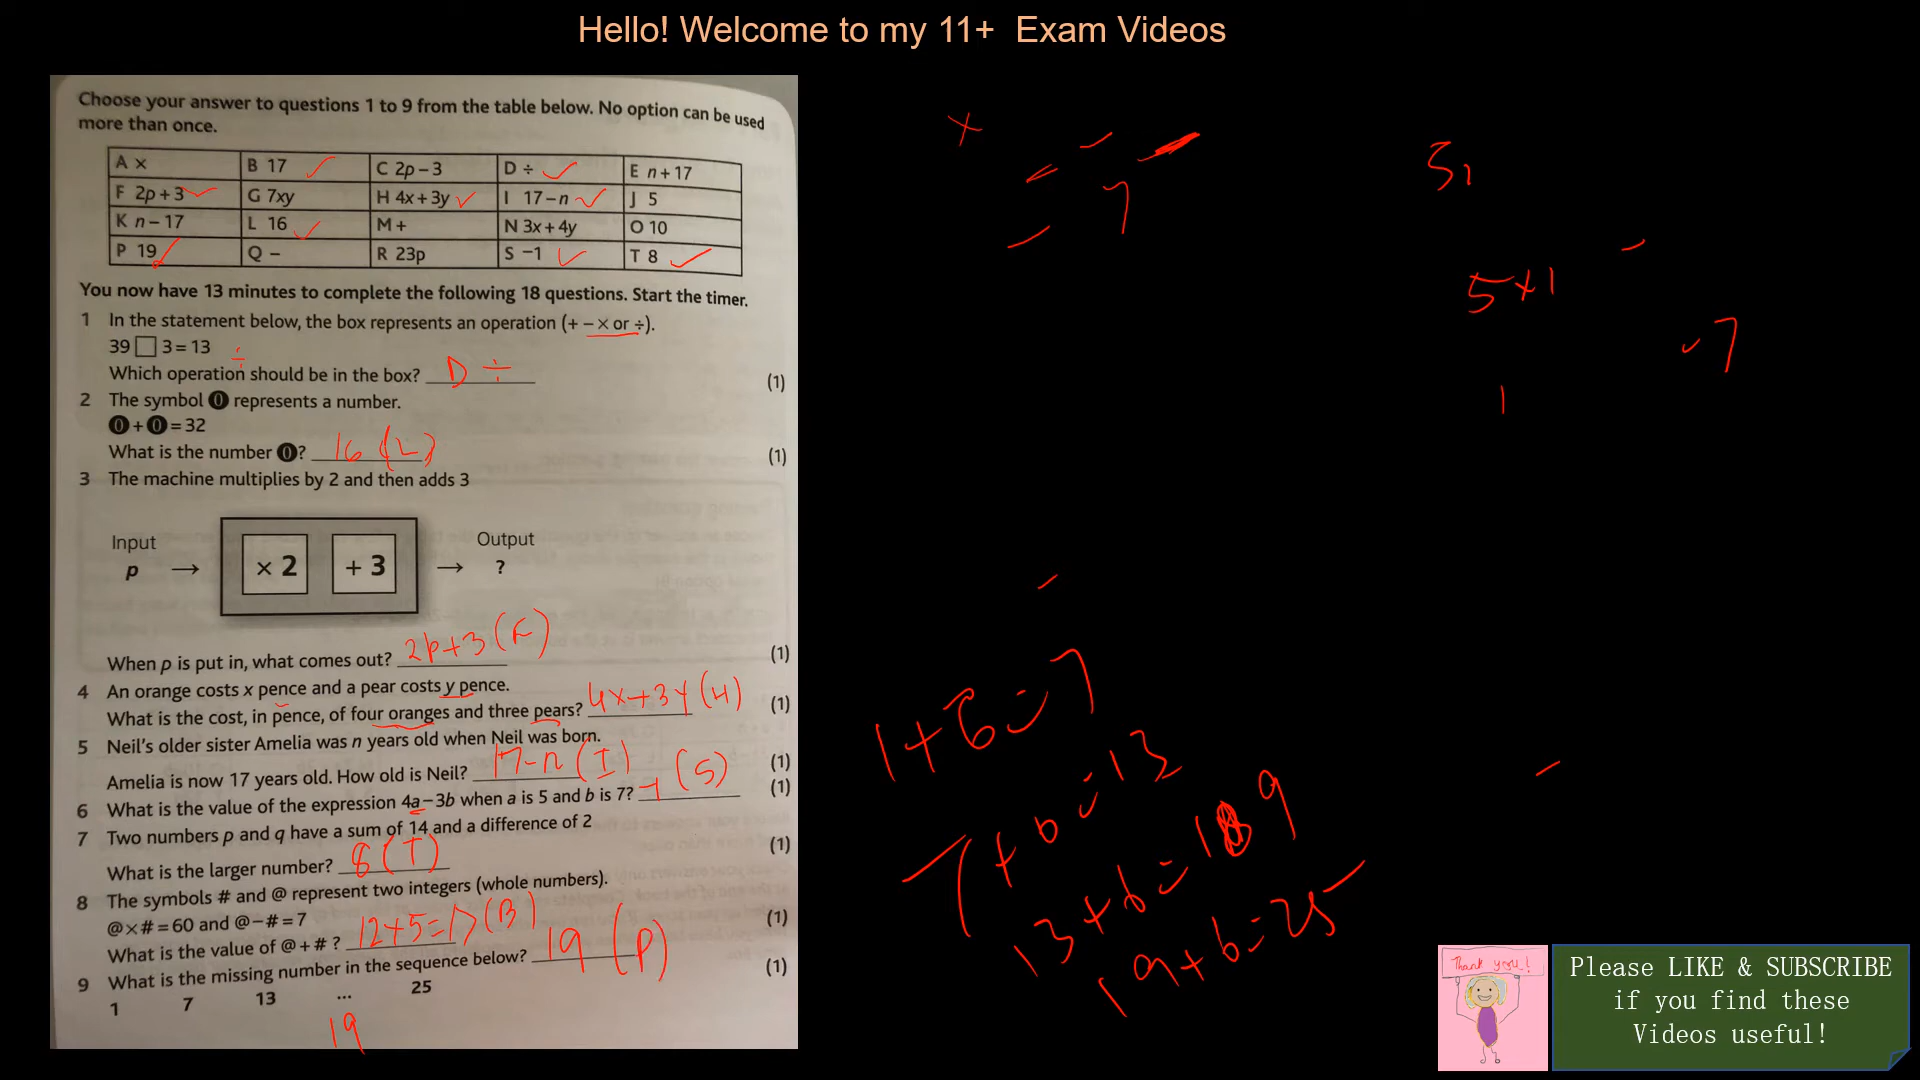 Hello! Welcome to my 11+ Exam Videos
Choose your answer to questions 1 to 9 from the table below. No option can be used
more than once.
A × B 17 ✓ C 2p – 3 D ÷ ✓ E n + 17
F 2p + 3 ✓ G 7xy H 4x + 3y ✓ I 17 – n ✓ J 5
K n – 17 L 16 ✓ M + N 3x + 4y O 10
P 19 ✓ Q – R 23p S –1 ✓ T 8 ✓
You now have 13 minutes to complete the following 18 questions. Start the timer.
1 In the statement below, the box represents an operation (+ – × or ÷).
39 □ 3 = 13 ÷
Which operation should be in the box? D ÷ (1)
2 The symbol 0 represents a number.
0 + 0 = 32
What is the number 0? 16 (L) (1)
3 The machine multiplies by 2 and then adds 3
Input Output
p → × 2 + 3 → ?
When p is put in, what comes out? 2p+3 (F) (1)
4 An orange costs x pence and a pear costs y pence.
What is the cost, in pence, of four oranges and three pears? 4x+3y (H) (1)
5 Neil's older sister Amelia was n years old when Neil was born.
Amelia is now 17 years old. How old is Neil? 17-n (I) (1)
6 What is the value of the expression 4a – 3b when a is 5 and b is 7? -1 (S) (1)
7 Two numbers p and q have a sum of 14 and a difference of 2
What is the larger number? 8 (T) (1)
8 The symbols # and @ represent two integers (whole numbers).
@ × # = 60 and @ – # = 7
What is the value of @ + # ? 12+5=17 (B) (1)
9 What is the missing number in the sequence below? 19 (P) (1)
1 7 13 ... 25
19
x
7
5 × 1
7
1
1+6=7
7+6=13
13+6=19
19+6=25
Thank you!
Please LIKE & SUBSCRIBE
if you find these
Videos useful!